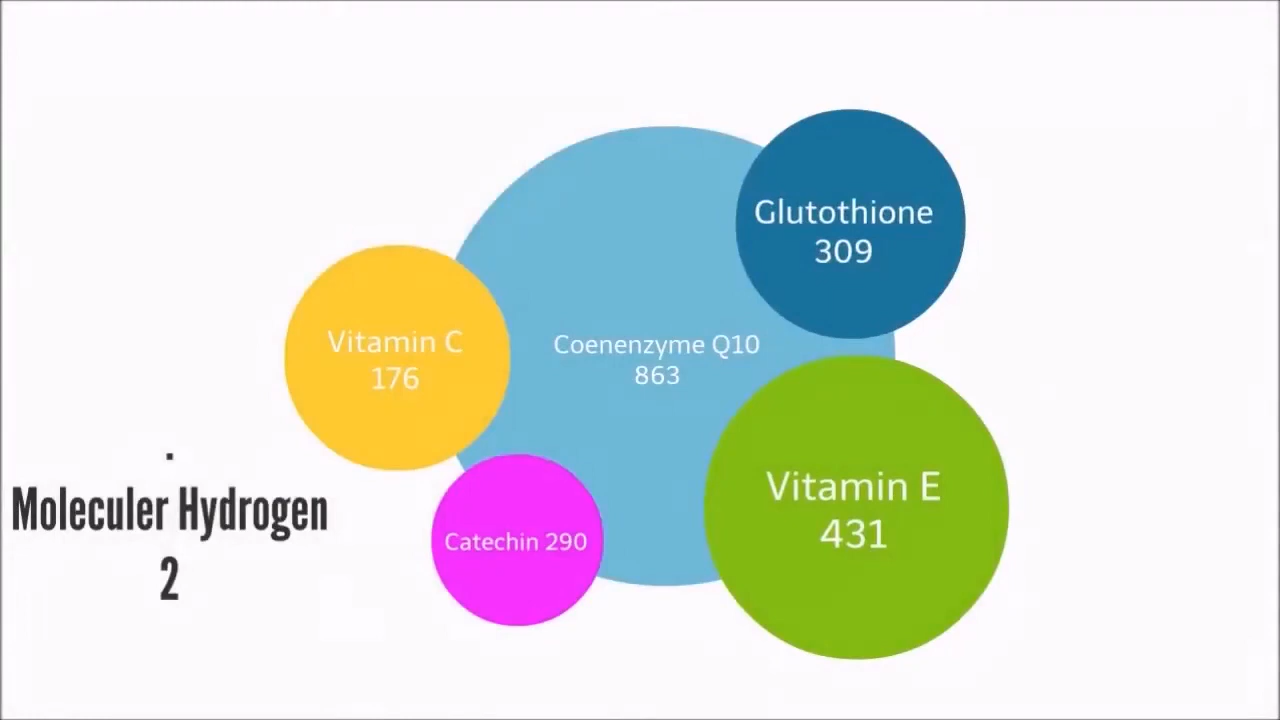 Glutothione
309
Vitamin C
176
Coenenzyme Q10
863
Vitamin E
431
Catechin 290
Moleculer Hydrogen
2